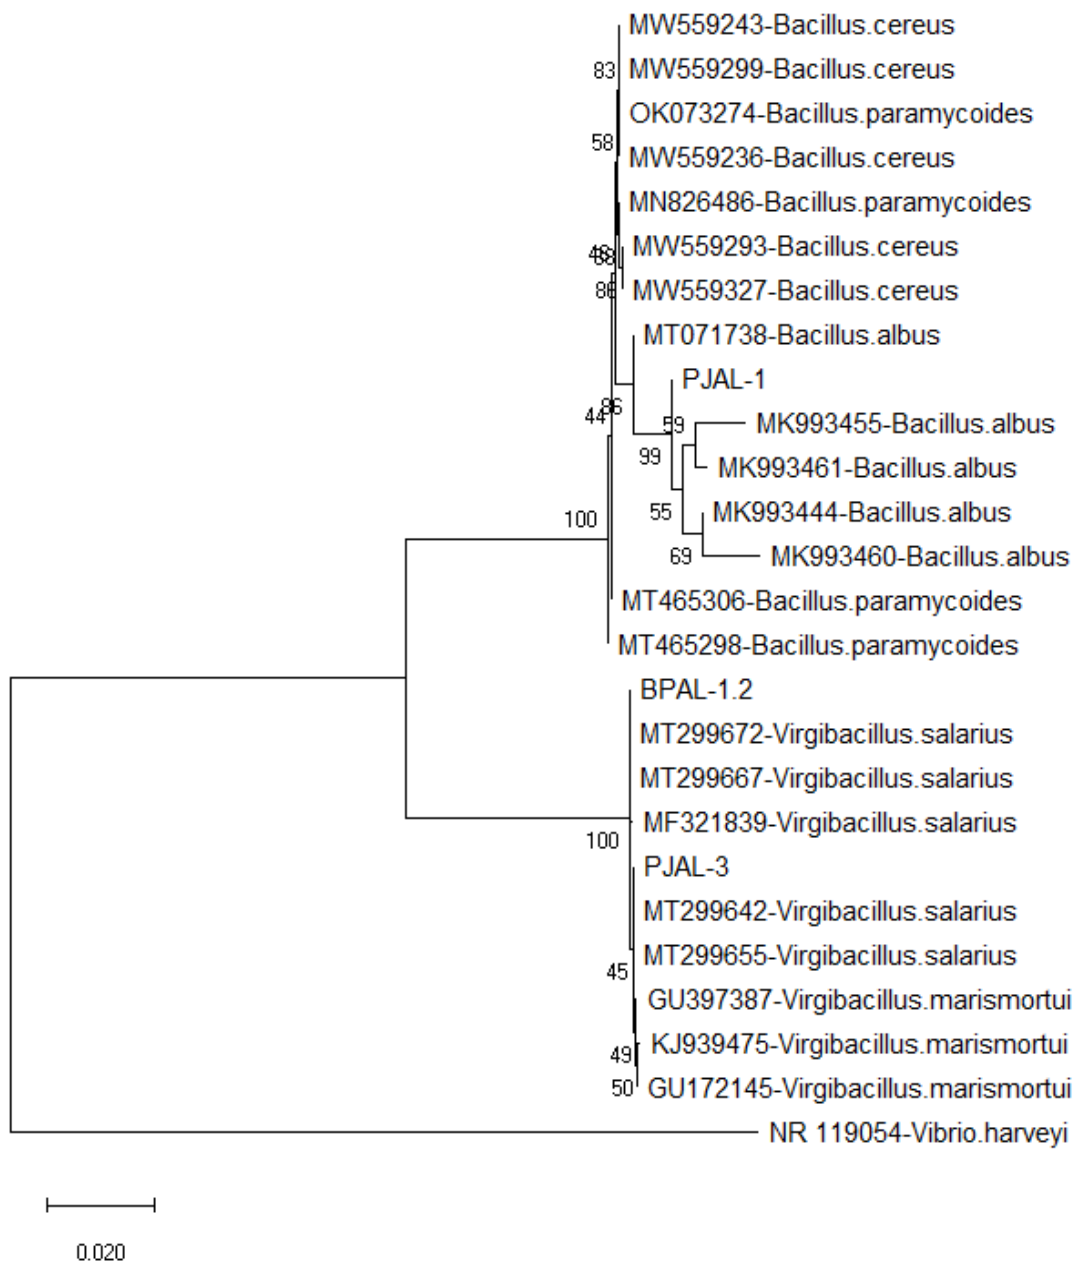 MW559243-Bacillus.cereus
83
MW559299-Bacillus.cereus
OK073274-Bacillus.paramycoides
58
MW559236-Bacillus.cereus
MN826486-Bacillus.paramycoides
MW559293-Bacillus.cereus
MW559327-Bacillus.cereus
MT071738-Bacillus.albus
PJAL-1
44
59
MK993455-Bacillus.albus
99
MK993461-Bacillus.albus
55
MK993444-Bacillus.albus
100
69
MK993460-Bacillus.albus
MT465306-Bacillus.paramycoides
MT465298-Bacillus.paramycoides
BPAL-1.2
MT299672-Virgibacillus.salarius
MT299667-Virgibacillus.salarius
MF321839-Virgibacillus.salarius
100
PJAL-3
MT299642-Virgibacillus.salarius
MT299655-Virgibacillus.salarius
45
GU397387-Virgibacillus.marismortui
KJ939475-Virgibacillus.marismortui
49
GU172145-Virgibacillus.marismortui
50
NR 119054-Vibrio.harveyi
0.020